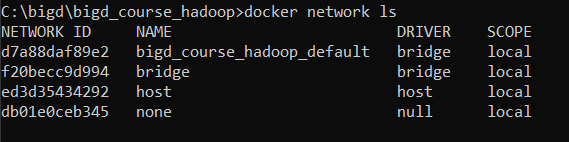 C:\bigd\bigd_course_hadoop>docker network ls
NETWORK ID     NAME                         DRIVER    SCOPE
d7a88daf89e2   bigd_course_hadoop_default   bridge    local
f20becc9d994   bridge                       bridge    local
ed3d35434292   host                         host      local
db01e0ceb345   none                         null      local